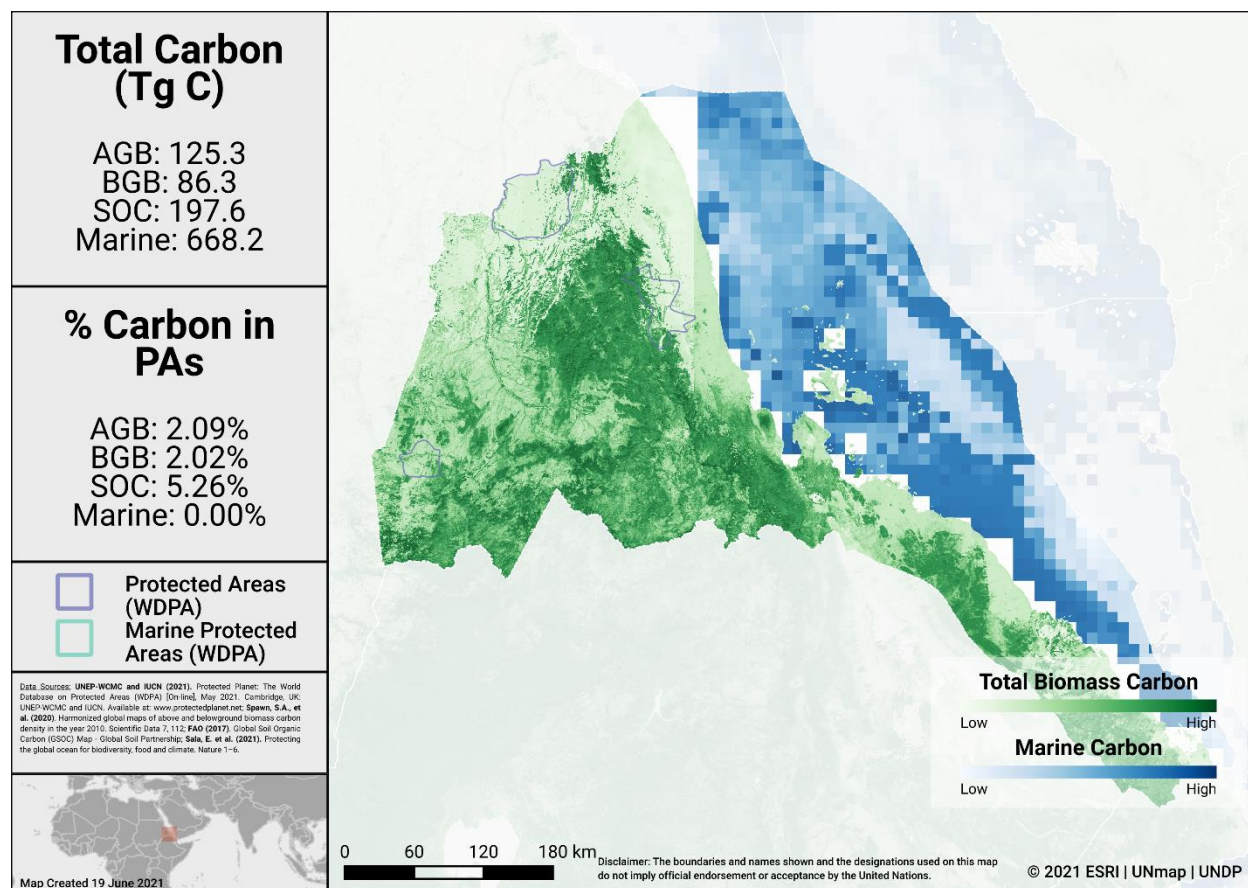 Total Carbon
(Tg C)
AGB: 125.3
BGB: 86.3
SOC: 197.6
Marine: 668.2
% Carbon in
PAs
AGB: 2.09%
BGB: 2.02%
SOC: 5.26%
Marine: 0.00%
Protected Areas
(WDPA)
Marine Protected
Areas (WDPA)
Data Sources: UNEP-WCMC and IUCN (2021). Protected Planet: The World
Database on Protected Areas (WDPA) [On-line], May 2021. Cambridge, UK:
UNEP-WCMC and IUCN. Available at: www.protectedplanet.net; Spawn, S.A., et
al. (2020). Harmonized global maps of above and belowground biomass carbon
density in the year 2010. Scientific Data 7, 112; FAO (2017). Global Soil Organic
Carbon (GSOC) Map - Global Soil Partnership; Sala, E. et al. (2021). Protecting
the global ocean for biodiversity, food and climate. Nature 1–6.
Map Created 19 June 2021
Total Biomass Carbon
Low High
Marine Carbon
Low High
0 60 120 180 km
Disclaimer: The boundaries and names shown and the designations used on this map
do not imply official endorsement or acceptance by the United Nations.
© 2021 ESRI | UNmap | UNDP